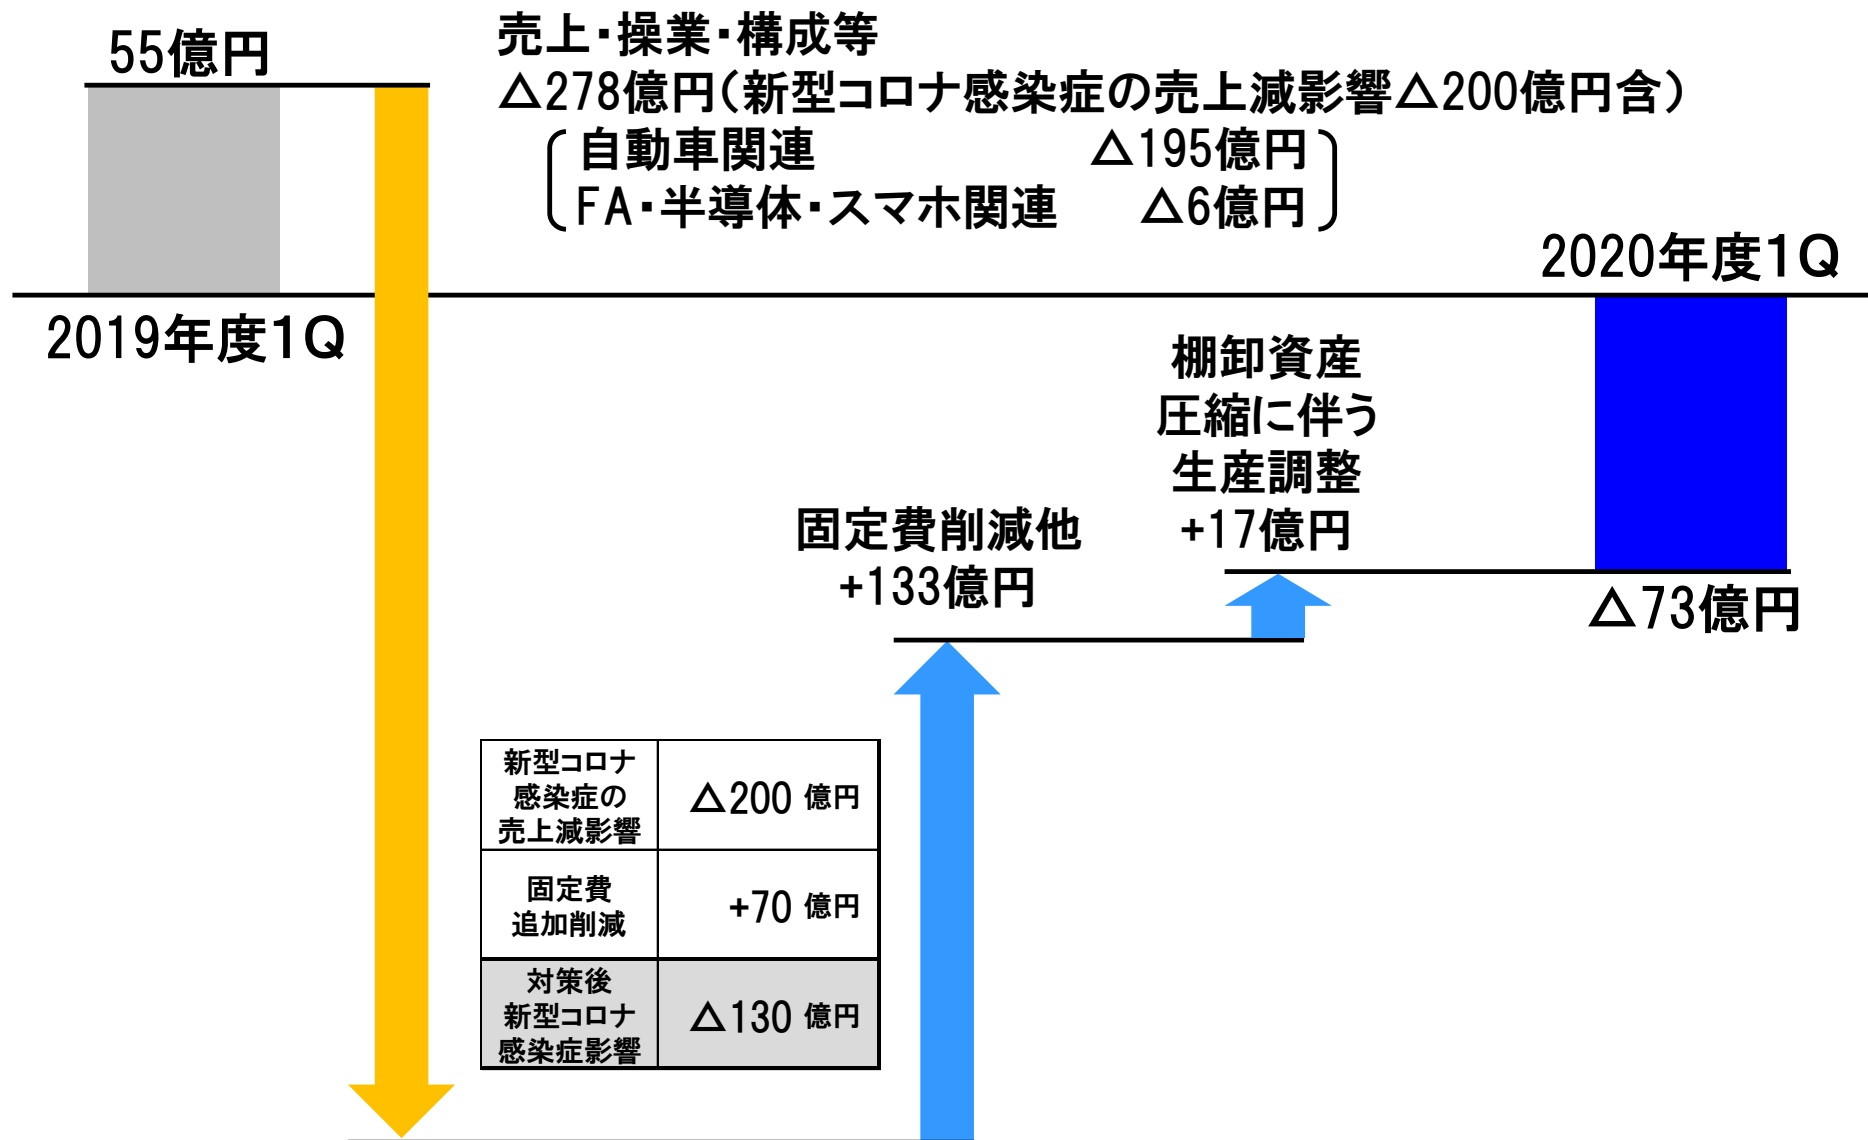 55億円
売上・操業・構成等
△278億円（新型コロナ感染症の売上減影響△200億円含）
自動車関連 △195億円
FA・半導体・スマホ関連 △6億円
2020年度1Q
2019年度1Q
棚卸資産
圧縮に伴う
生産調整
+17億円
固定費削減他
+133億円
△73億円
新型コロナ
感染症の
売上減影響
△200 億円
固定費
追加削減
+70 億円
対策後
新型コロナ
感染症影響
△130 億円